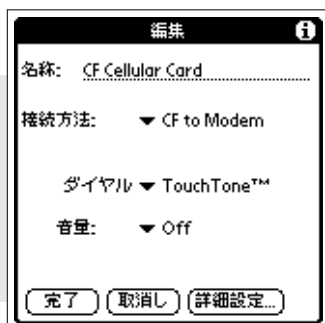 編集
名称: CF Cellular Card
接続方法: CF to Modem
ダイヤル TouchTone™
音量: Off
完了 取消し 詳細設定...